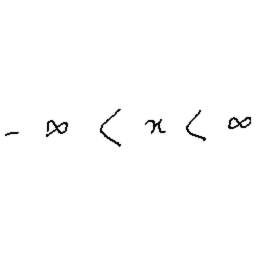 - ∞ < x < ∞